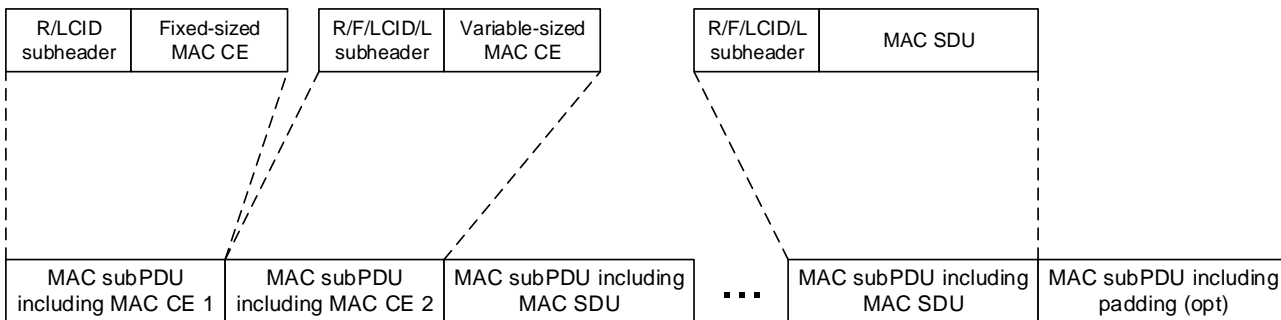 R/LCID
subheader
Fixed-sized
MAC CE
R/F/LCID/L
subheader
Variable-sized
MAC CE
R/F/LCID/L
subheader
MAC SDU
MAC subPDU
including MAC CE 1
MAC subPDU
including MAC CE 2
MAC subPDU including
MAC SDU
...
MAC subPDU including
MAC SDU
MAC subPDU including
padding (opt)